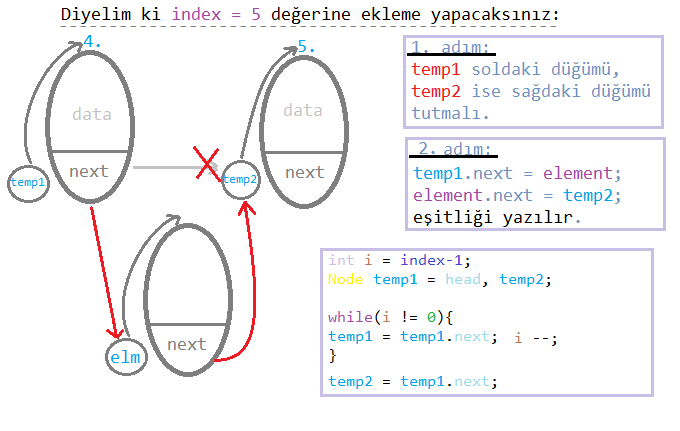 Diyelim ki index = 5 değerine ekleme yapacaksınız:
4.
5.
data
data
next
next
temp1
temp2
next
elm
1. adım:
temp1 soldaki düğümü,
temp2 ise sağdaki düğümü
tutmalı.
2. adım:
temp1.next = element;
element.next = temp2;
eşitliği yazılır.
int i = index-1;
Node temp1 = head, temp2;
while(i != 0){
temp1 = temp1.next; i --;
}
temp2 = temp1.next;